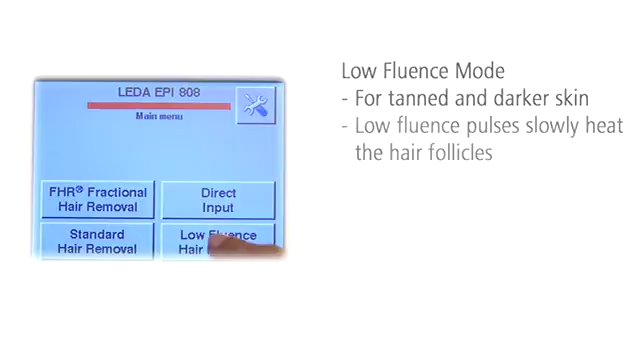 LEDA EPI 808
Main menu
FHR® Fractional
Hair Removal
Direct
Input
Standard
Hair Removal
Low Fluence
Hair
Low Fluence Mode
- For tanned and darker skin
- Low fluence pulses slowly heat
the hair follicles